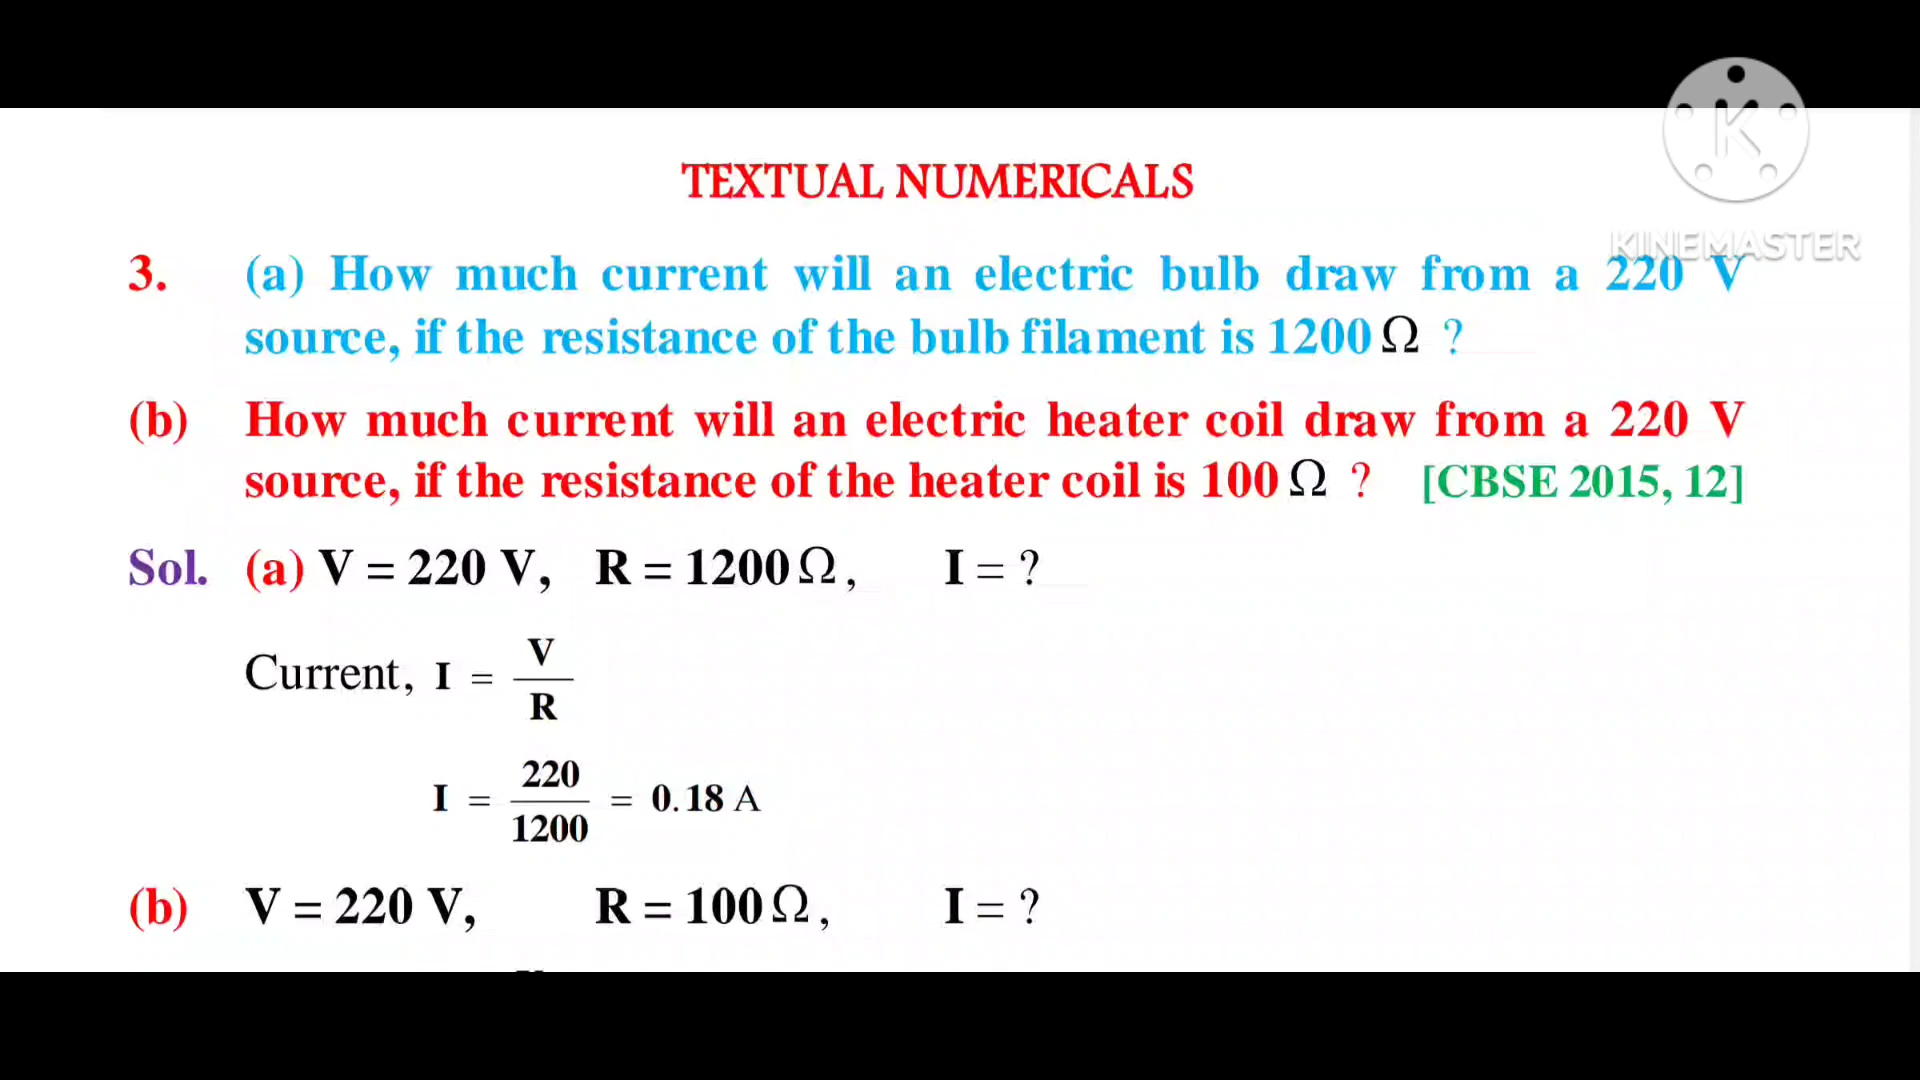 KINEMASTER
TEXTUAL NUMERICALS
3. (a) How much current will an electric bulb draw from a 220 V
source, if the resistance of the bulb filament is 1200 Ω ?
(b) How much current will an electric heater coil draw from a 220 V
source, if the resistance of the heater coil is 100 Ω ? [CBSE 2015, 12]
Sol. (a) V = 220 V, R = 1200 Ω, I = ?
Current, I = V/R
I = 220/1200 = 0.18 A
(b) V = 220 V, R = 100 Ω, I = ?